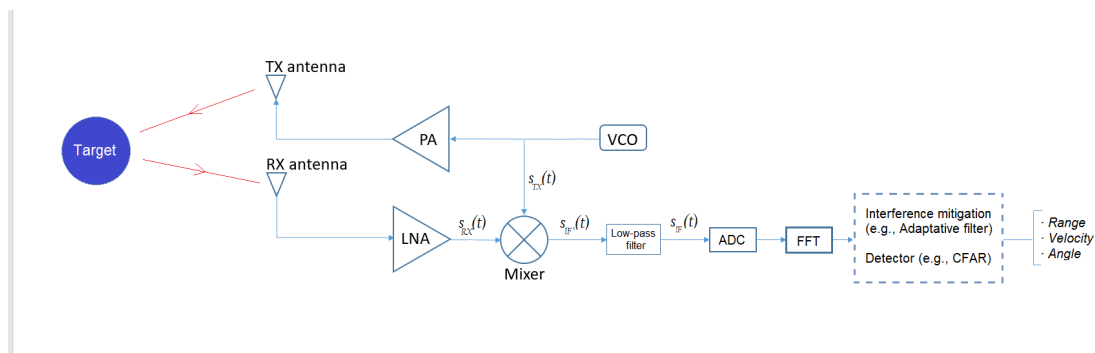 TX antenna
Target
PA
VCO
RX antenna
s_TX(t)
LNA
s_RX(t)
Mixer
s_IF'(t)
Low-pass
filter
s_IF(t)
ADC
FFT
Interference mitigation
(e.g., Adaptative filter)
Detector (e.g., CFAR)
· Range
· Velocity
· Angle